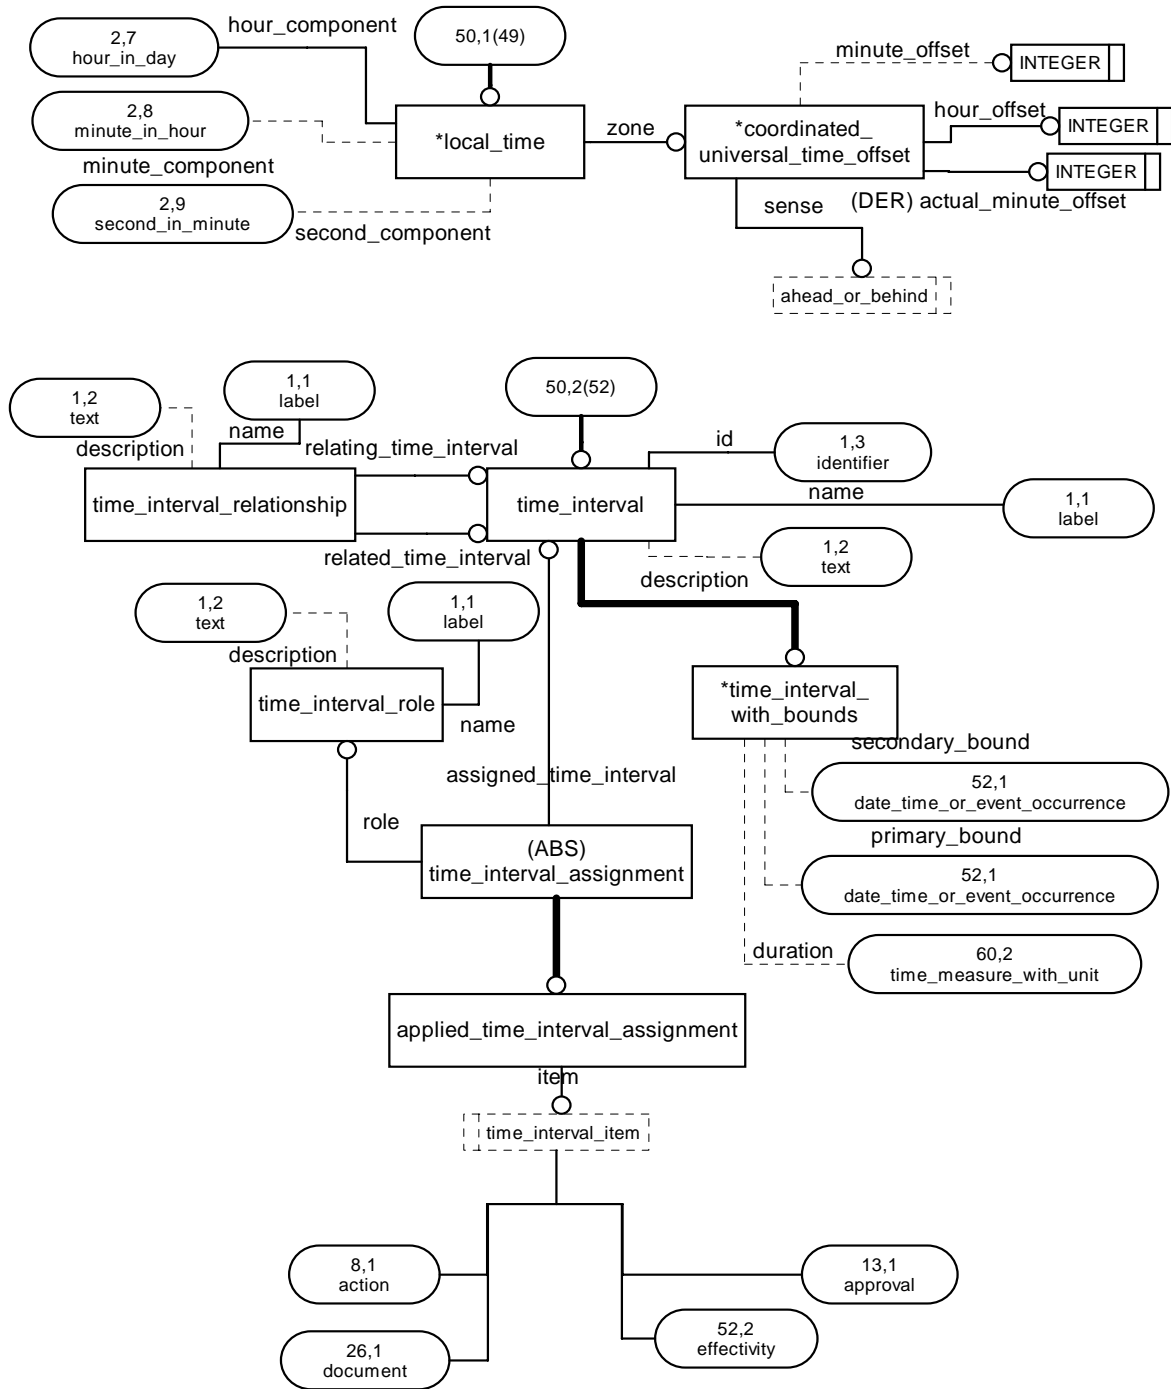 hour_component
2,7
hour_in_day
50,1(49)
minute_offset
INTEGER
2,8
minute_in_hour
*local_time
zone
*coordinated_
universal_time_offset
hour_offset
INTEGER
minute_component
INTEGER
2,9
second_in_minute
second_component
sense
(DER) actual_minute_offset
ahead_or_behind
1,2
text
1,1
label
50,2(52)
description
name
relating_time_interval
id
1,3
identifier
time_interval_relationship
time_interval
name
1,1
label
related_time_interval
1,2
text
description
1,2
text
1,1
label
description
time_interval_role
name
*time_interval_
with_bounds
secondary_bound
52,1
date_time_or_event_occurrence
assigned_time_interval
role
primary_bound
(ABS)
time_interval_assignment
52,1
date_time_or_event_occurrence
duration
60,2
time_measure_with_unit
applied_time_interval_assignment
item
time_interval_item
8,1
action
13,1
approval
26,1
document
52,2
effectivity